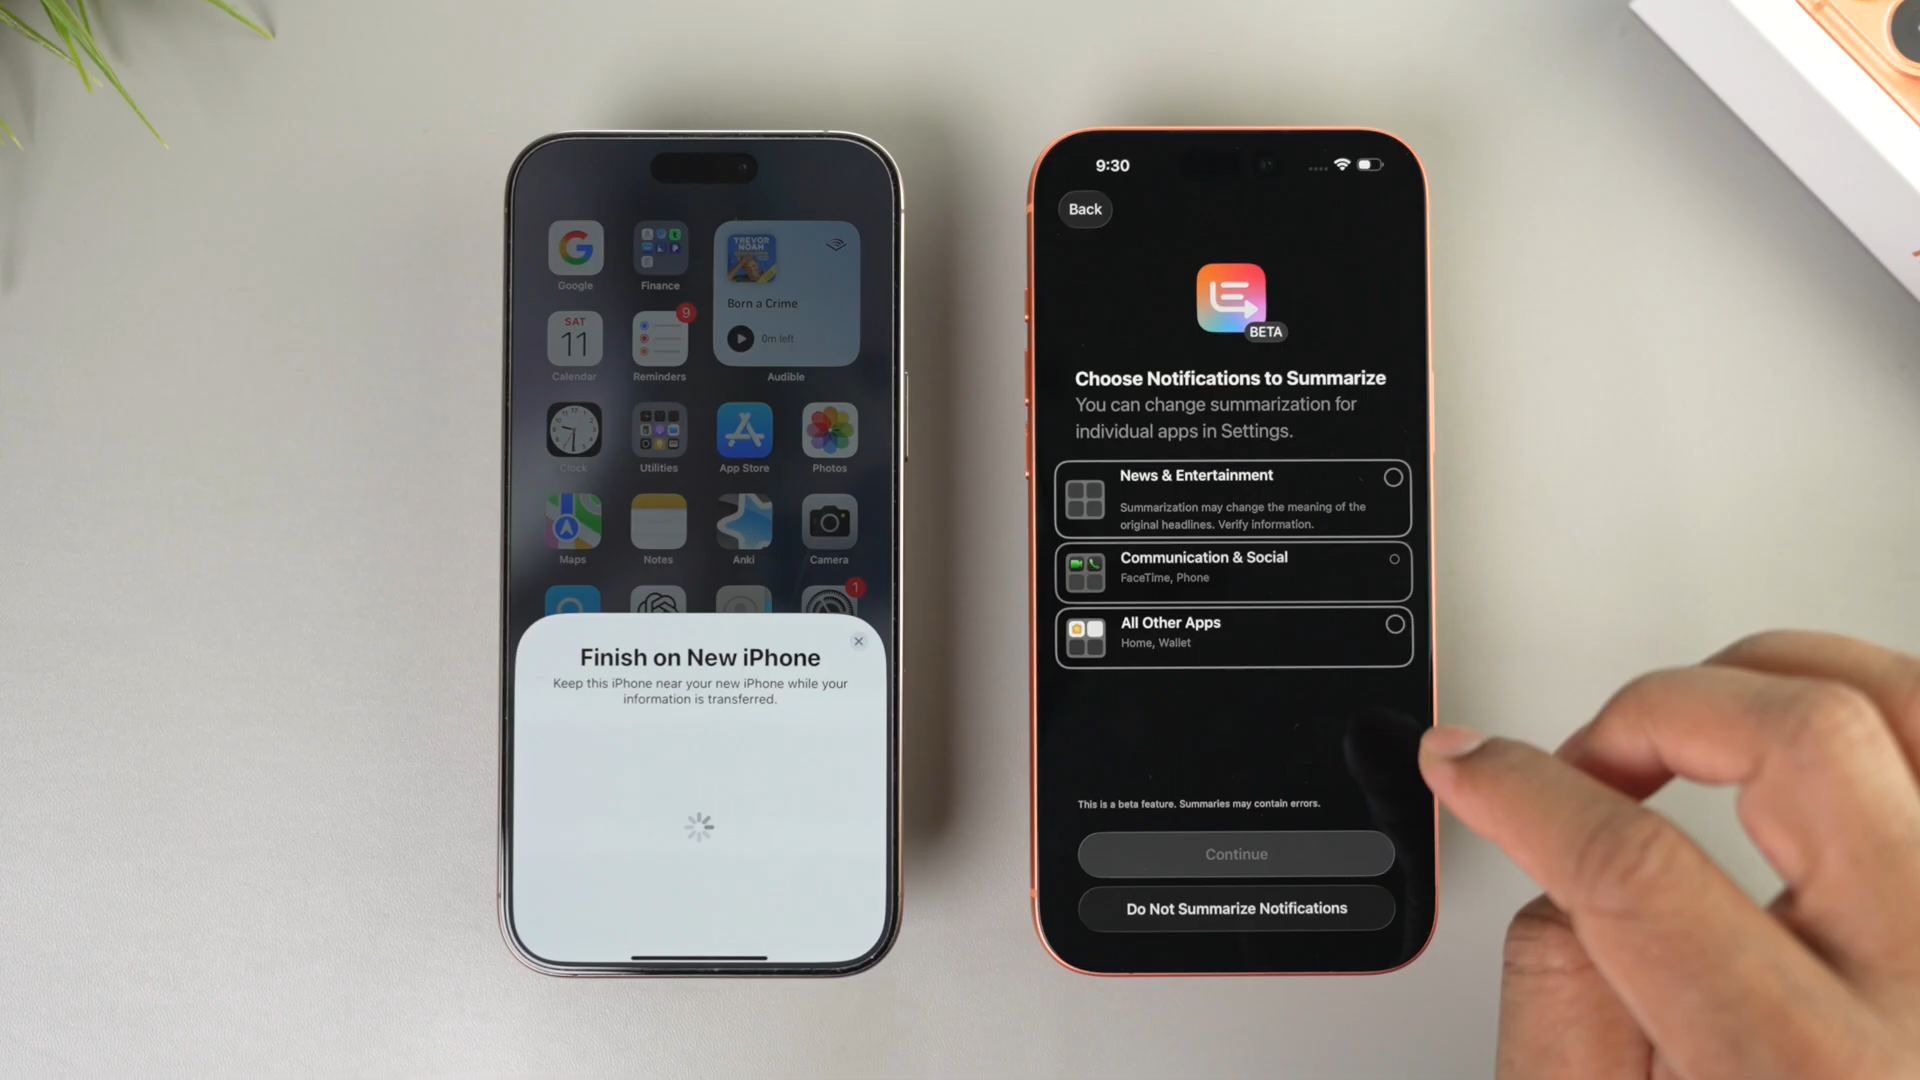 Google
Finance
TREVOR
NOAH
Born a Crime
0m left
SAT
11
Calendar
9
Reminders
Audible
Clock
Utilities
App Store
Photos
Maps
Notes
Anki
Camera
1
Finish on New iPhone
Keep this iPhone near your new iPhone while your
information is transferred.
9:30
Back
BETA
Choose Notifications to Summarize
You can change summarization for
individual apps in Settings.
News & Entertainment
Summarization may change the meaning of the
original headlines. Verify information.
Communication & Social
FaceTime, Phone
All Other Apps
Home, Wallet
This is a beta feature. Summaries may contain errors.
Continue
Do Not Summarize Notifications